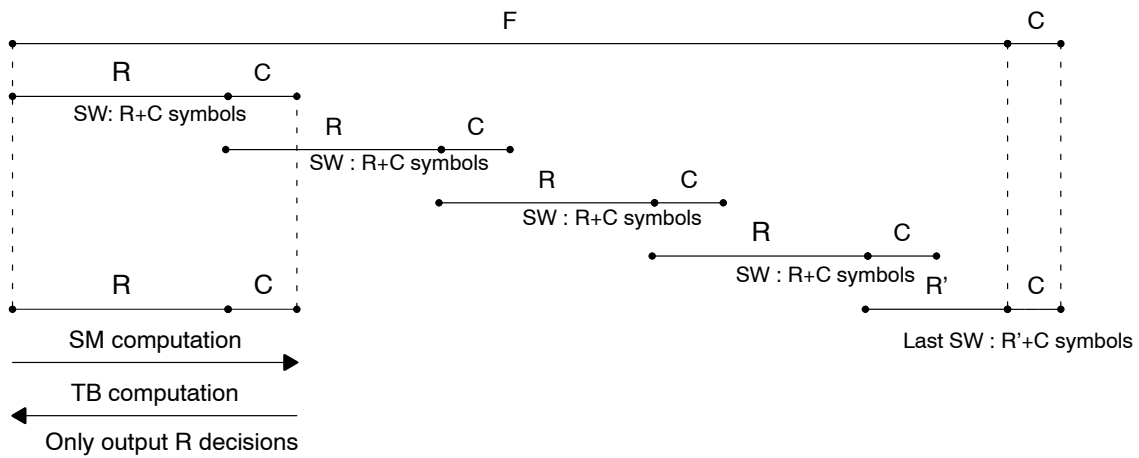 F C
R C
SW: R+C symbols
R C
SW : R+C symbols
R C
SW : R+C symbols
R C
SW : R+C symbols
R C R’ C
Last SW : R’+C symbols
SM computation
TB computation
Only output R decisions